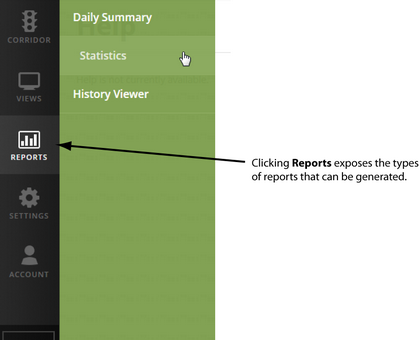 CORRIDOR
VIEWS
REPORTS
SETTINGS
ACCOUNT
Daily Summary
Help
Statistics
History Viewer
Clicking Reports exposes the types
of reports that can be generated.